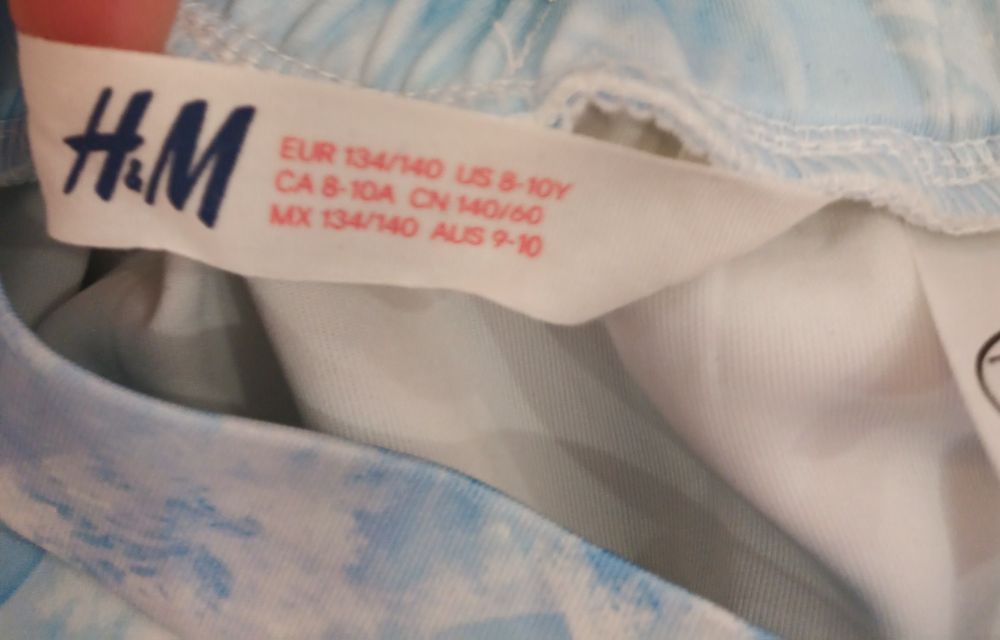 H&M
EUR 134/140 US 8-10Y
CA 8-10A CN 140/60
MX 134/140 AUS 9-10